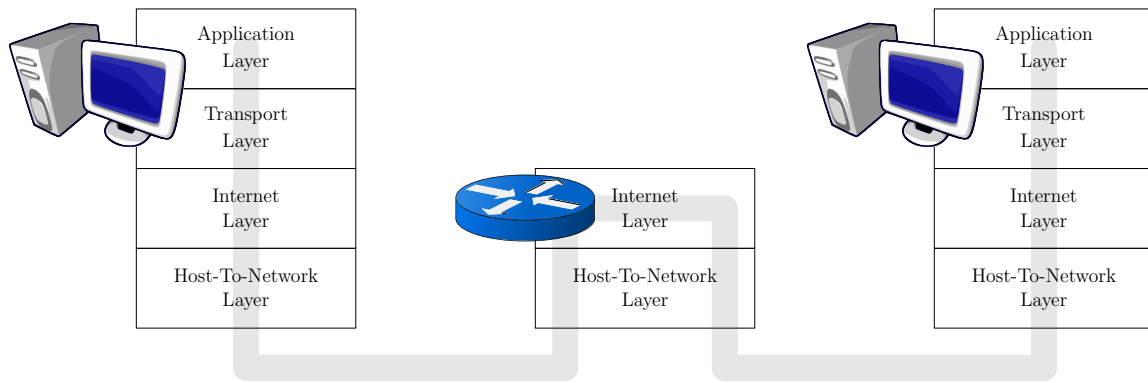 Application
Layer
Transport
Layer
Internet
Layer
Host-To-Network
Layer
Internet
Layer
Host-To-Network
Layer
Application
Layer
Transport
Layer
Internet
Layer
Host-To-Network
Layer